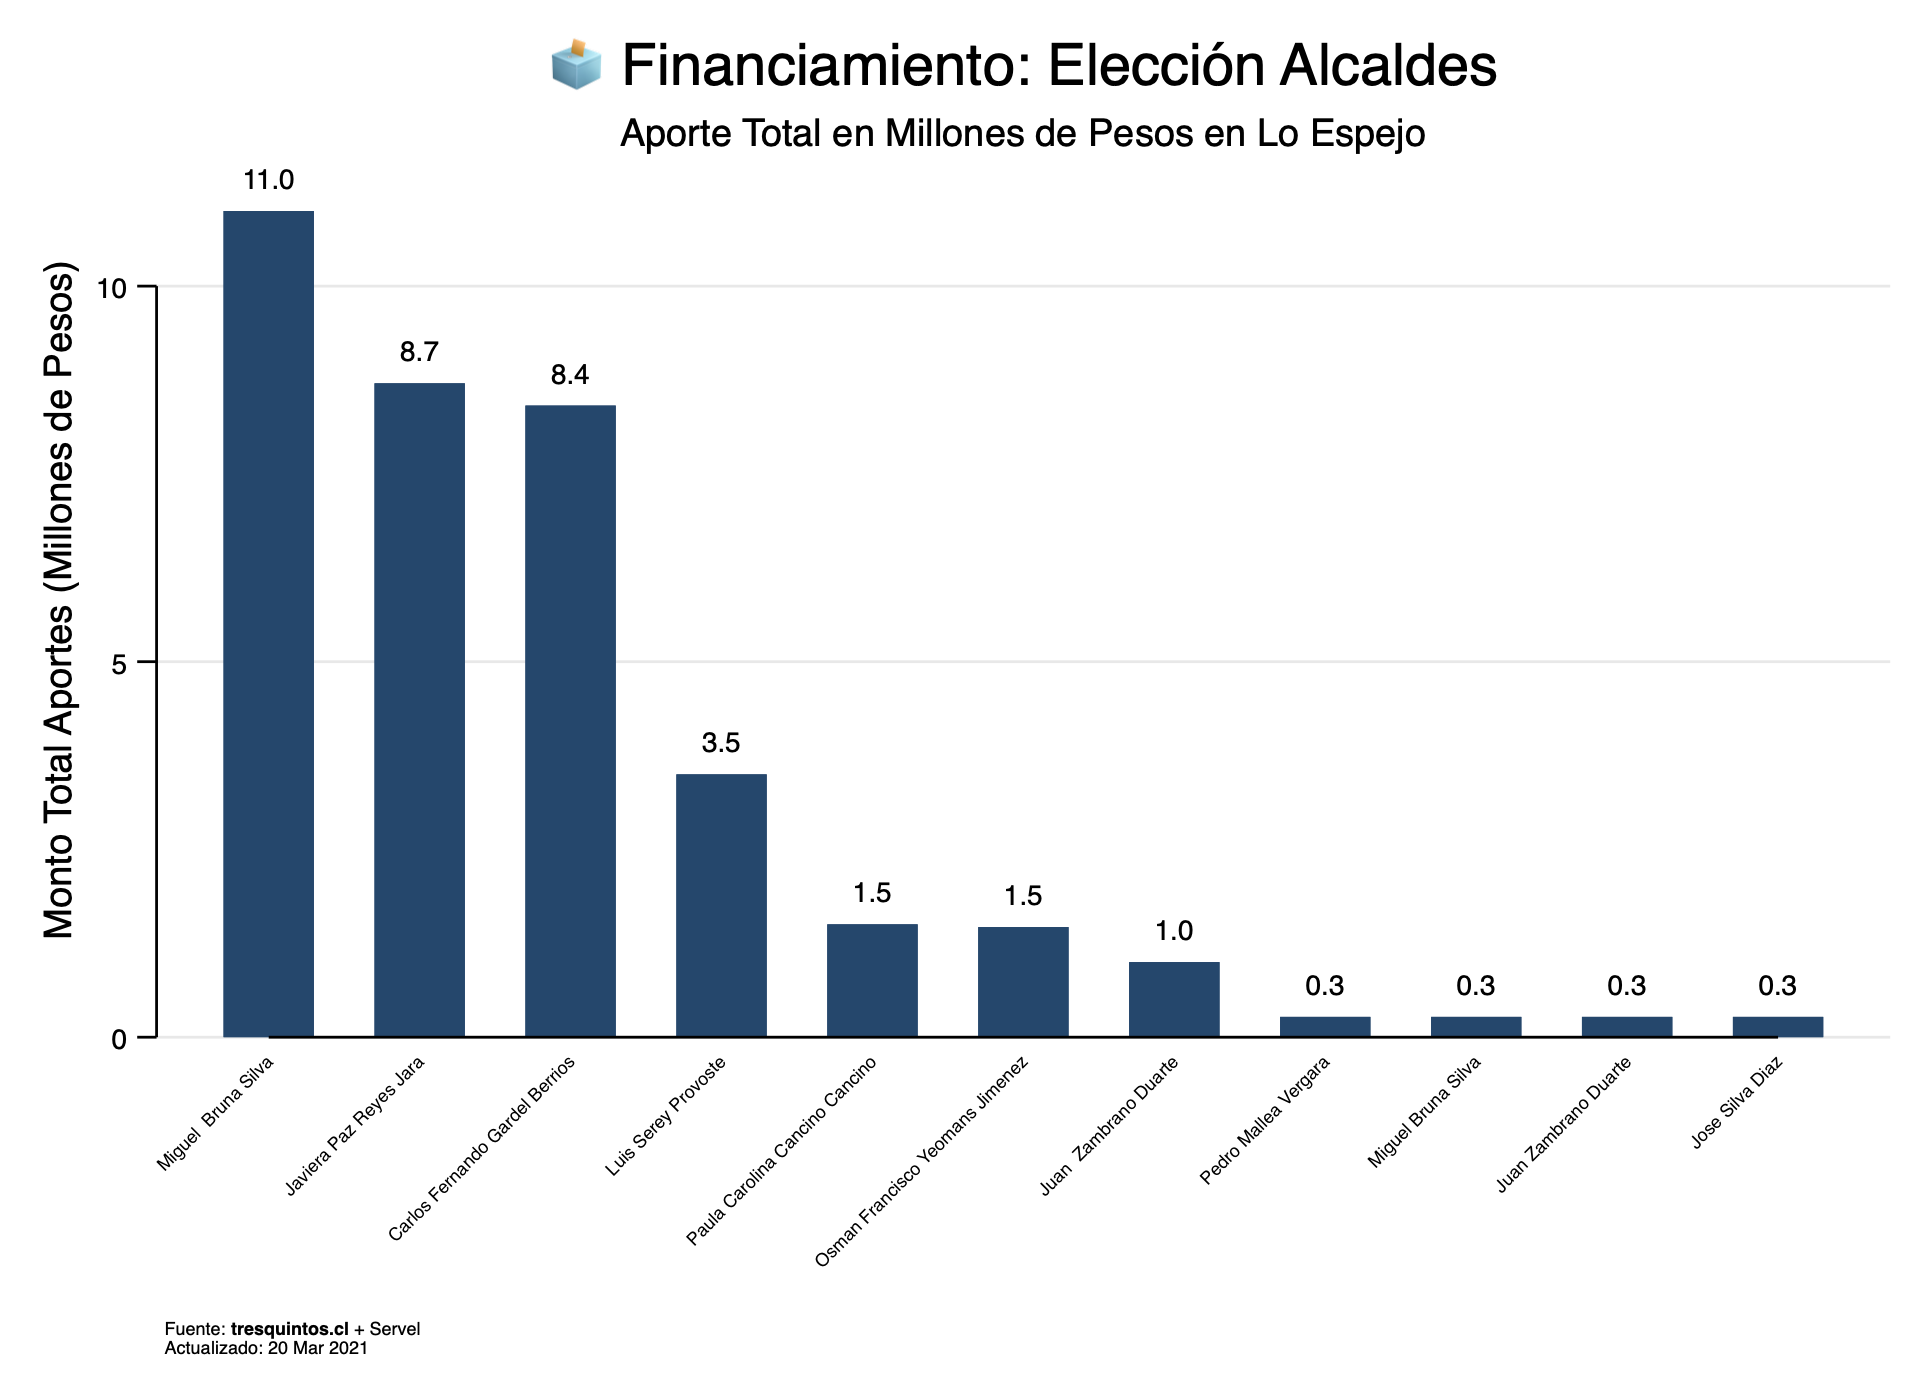 Financiamiento: Elección Alcaldes
Aporte Total en Millones de Pesos en Lo Espejo
Monto Total Aportes (Millones de Pesos)
10
5
0
11.0
8.7
8.4
3.5
1.5
1.5
1.0
0.3
0.3
0.3
0.3
Miguel  Bruna Silva
Javiera Paz Reyes Jara
Carlos Fernando Gardel Berrios
Luis Serey Provoste
Paula Carolina Cancino Cancino
Osman Francisco Yeomans Jimenez
Juan  Zambrano Duarte
Pedro Mallea Vergara
Miguel Bruna Silva
Juan Zambrano Duarte
Jose Silva Diaz
Fuente: tresquintos.cl + Servel
Actualizado: 20 Mar 2021